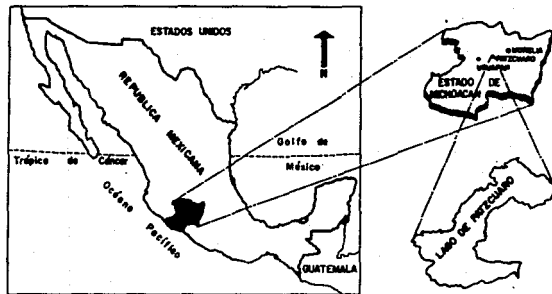 ESTADOS UNIDOS
N
REPUBLICA MEXICANA
Golfo de
México
Trópico de Cáncer
Océano Pacífico
GUATEMALA
MORELIA
PATZCUARO
URUAPAN
ESTADO DE
MICHOACAN
LAGO DE PATZCUARO